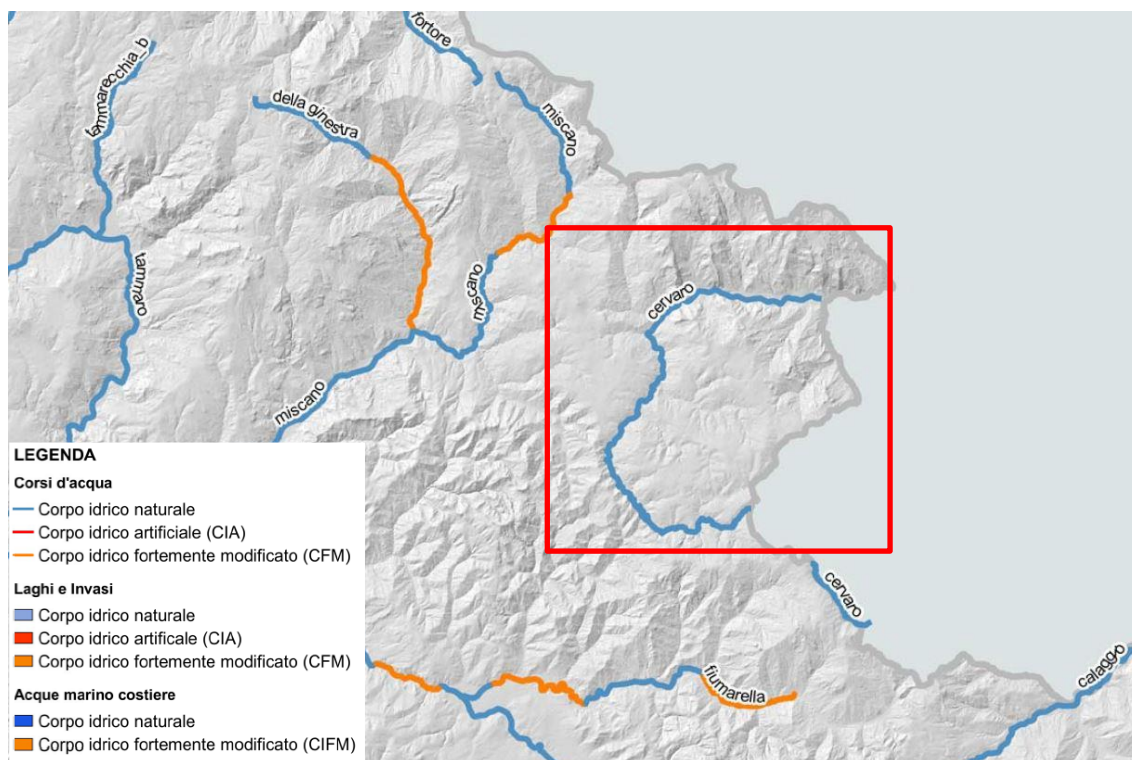 fortore
tammarecchia_b
della ginestra
miscano
tammaro
miscano
cervaro
miscano
LEGENDA
Corsi d'acqua
Corpo idrico naturale
Corpo idrico artificiale (CIA)
Corpo idrico fortemente modificato (CFM)
Laghi e Invasi
Corpo idrico naturale
Corpo idrico artificale (CIA)
Corpo idrico fortemente modificato (CFM)
Acque marino costiere
Corpo idrico naturale
Corpo idrico fortemente modificato (CIFM)
cervaro
fiumarella
calaggio